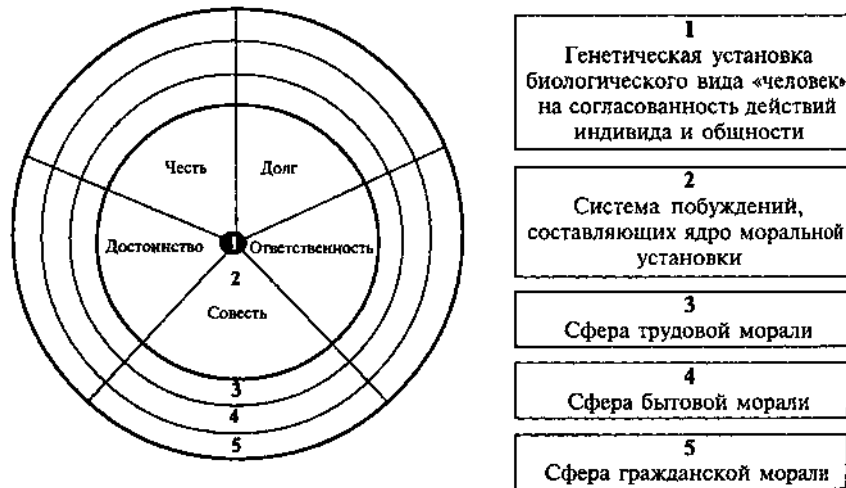 Честь
Долг
Достоинство
1
Ответственность
2
Совесть
3
4
5
1
Генетическая установка
биологического вида «человек»
на согласованность действий
индивида и общности
2
Система побуждений,
составляющих ядро моральной
установки
3
Сфера трудовой морали
4
Сфера бытовой морали
5
Сфера гражданской морали